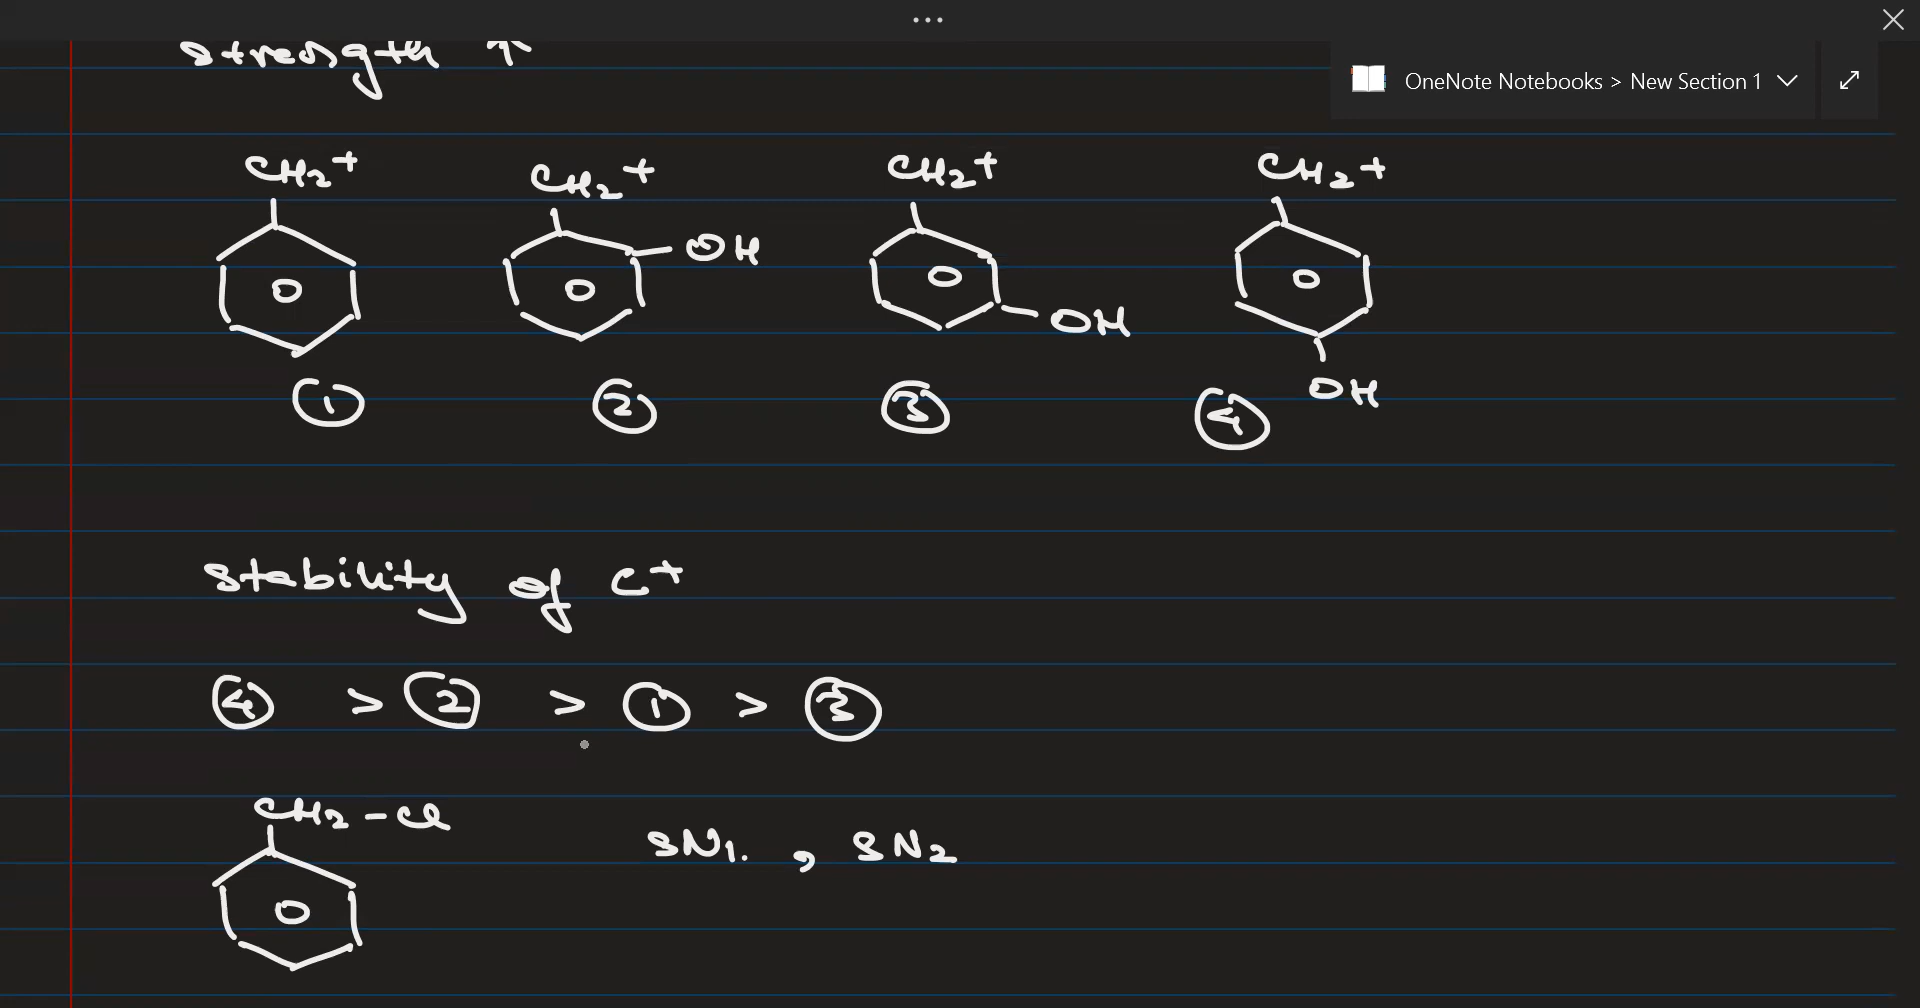 strength ↑
OneNote Notebooks > New Section 1
CH2+ CH2+ CH2+ CH2+
OH
OH
OH
① ② ③ ④
Stability of C+
④ > ② > ① > ③
CH2-Cl
SN1. , SN2